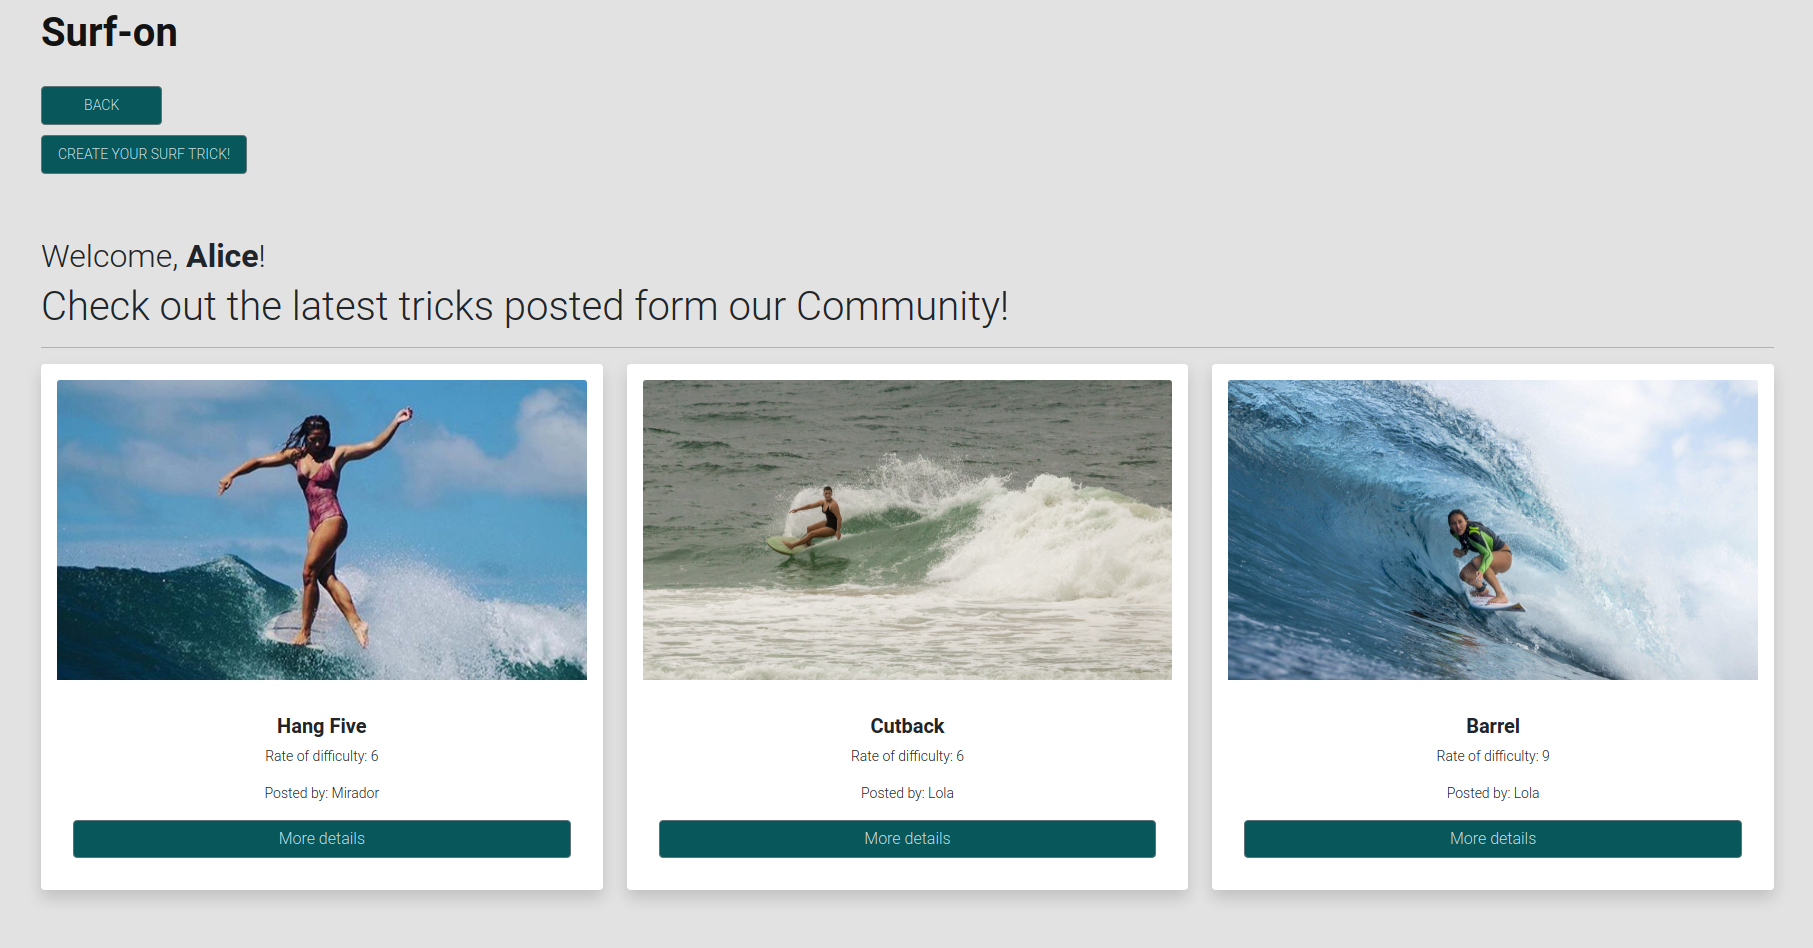 Surf-on
BACK
CREATE YOUR SURF TRICK!
Welcome, Alice!
Check out the latest tricks posted form our Community!
Hang Five
Rate of difficulty: 6
Posted by: Mirador
More details
Cutback
Rate of difficulty: 6
Posted by: Lola
More details
Barrel
Rate of difficulty: 9
Posted by: Lola
More details